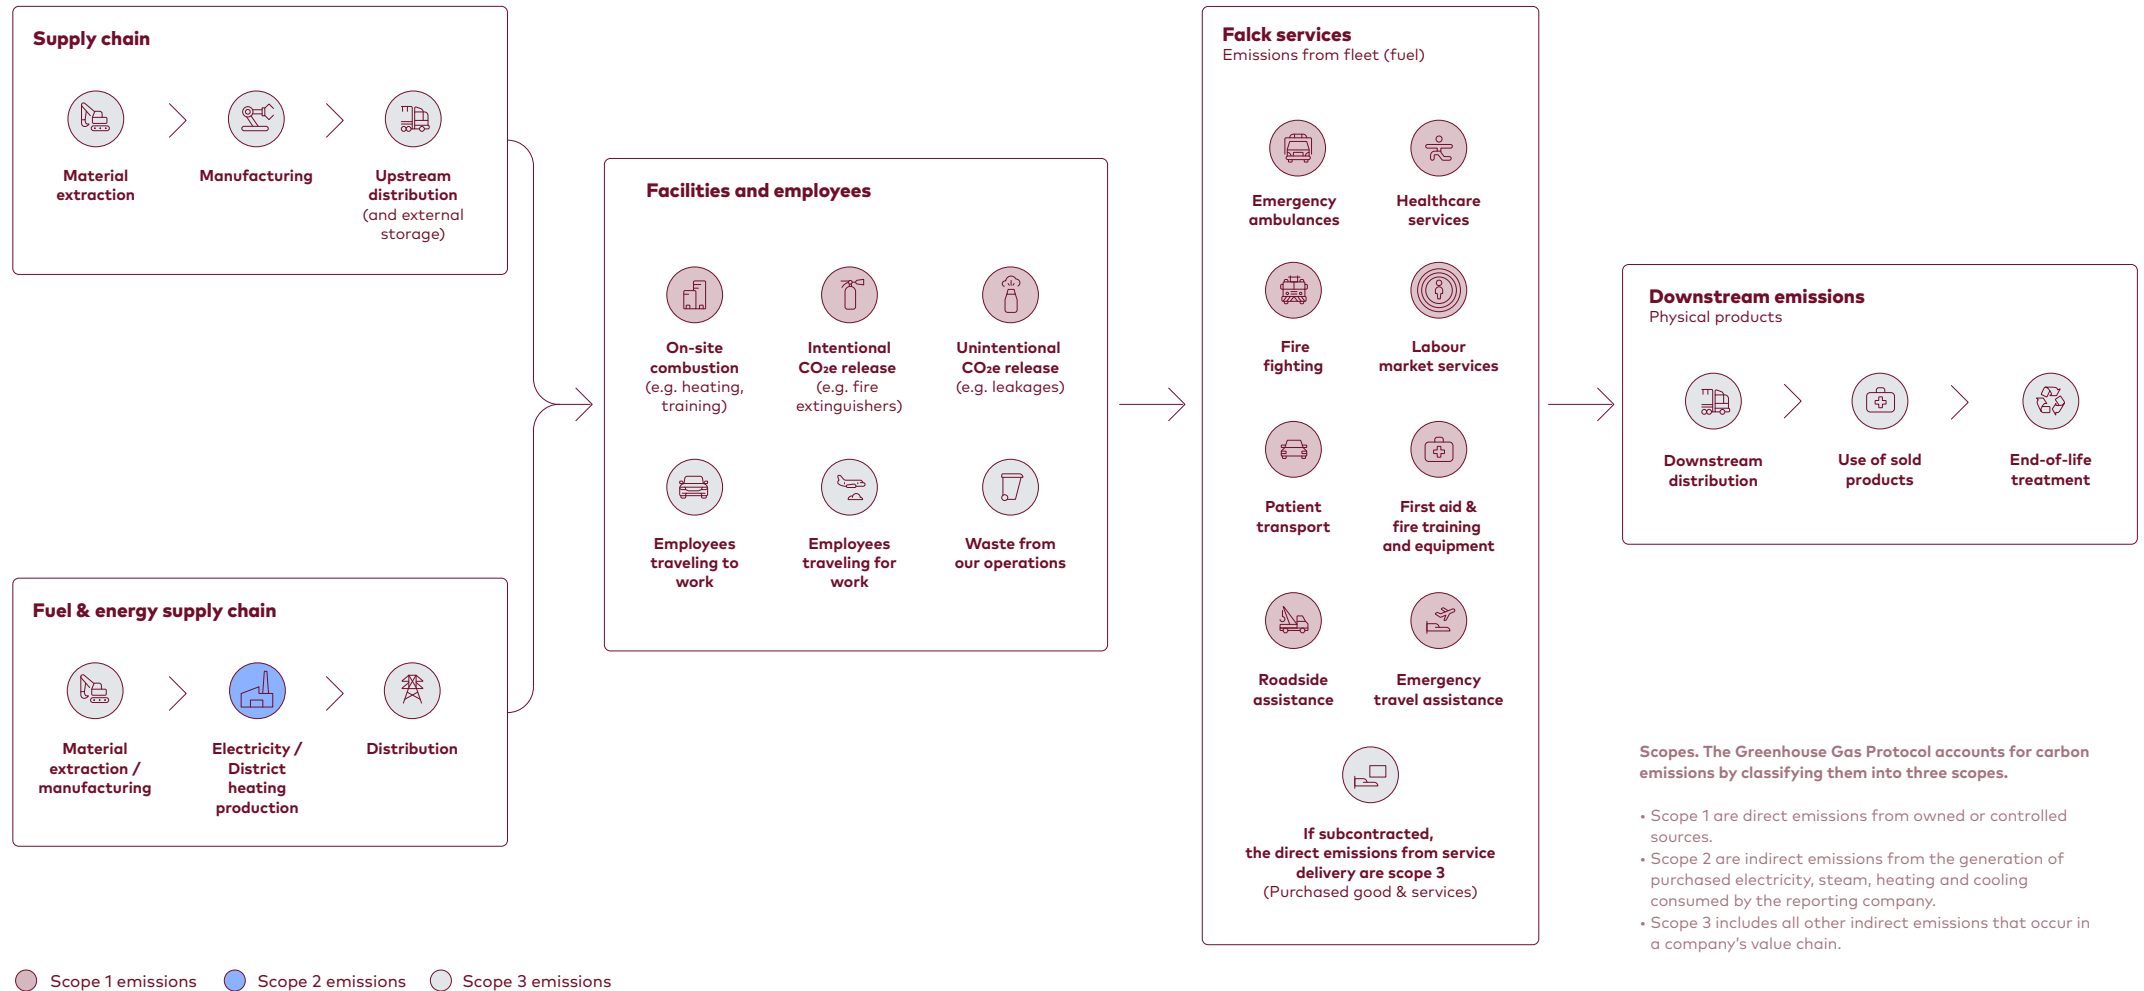 Supply chain
Material
extraction
Manufacturing
Upstream
distribution
(and external
storage)
Fuel & energy supply chain
Material
extraction /
manufacturing
Electricity /
District
heating
production
Distribution
Facilities and employees
On-site
combustion
(e.g. heating,
training)
Intentional
CO₂e release
(e.g. fire
extinguishers)
Unintentional
CO₂e release
(e.g. leakages)
Employees
traveling to
work
Employees
traveling for
work
Waste from
our operations
Falck services
Emissions from fleet (fuel)
Emergency
ambulances
Healthcare
services
Fire
fighting
Labour
market services
Patient
transport
First aid &
fire training
and equipment
Roadside
assistance
Emergency
travel assistance
If subcontracted,
the direct emissions from service
delivery are scope 3
(Purchased good & services)
Downstream emissions
Physical products
Downstream
distribution
Use of sold
products
End-of-life
treatment
Scopes. The Greenhouse Gas Protocol accounts for carbon
emissions by classifying them into three scopes.
• Scope 1 are direct emissions from owned or controlled
sources.
• Scope 2 are indirect emissions from the generation of
purchased electricity, steam, heating and cooling
consumed by the reporting company.
• Scope 3 includes all other indirect emissions that occur in
a company's value chain.
Scope 1 emissions
Scope 2 emissions
Scope 3 emissions